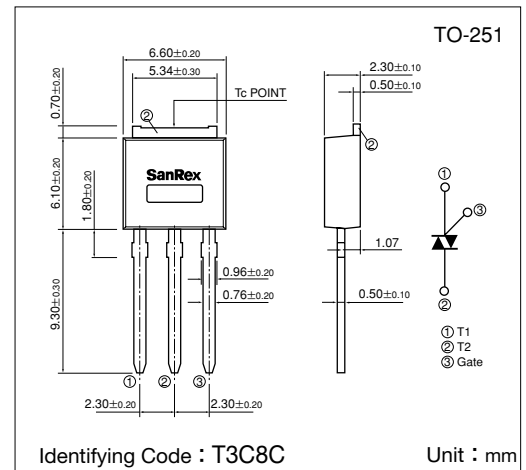 TO-251
6.60±0.20
5.34±0.30
2.30±0.10
0.50±0.10
0.70±0.20
Tc POINT
②
②
6.10±0.20
SanRex
1.80±0.20
①
③
②
1.07
9.30±0.30
0.96±0.20
0.76±0.20
0.50±0.10
① T1
② T2
③ Gate
① ② ③
2.30±0.20 2.30±0.20
Identifying Code : T3C8C Unit : mm